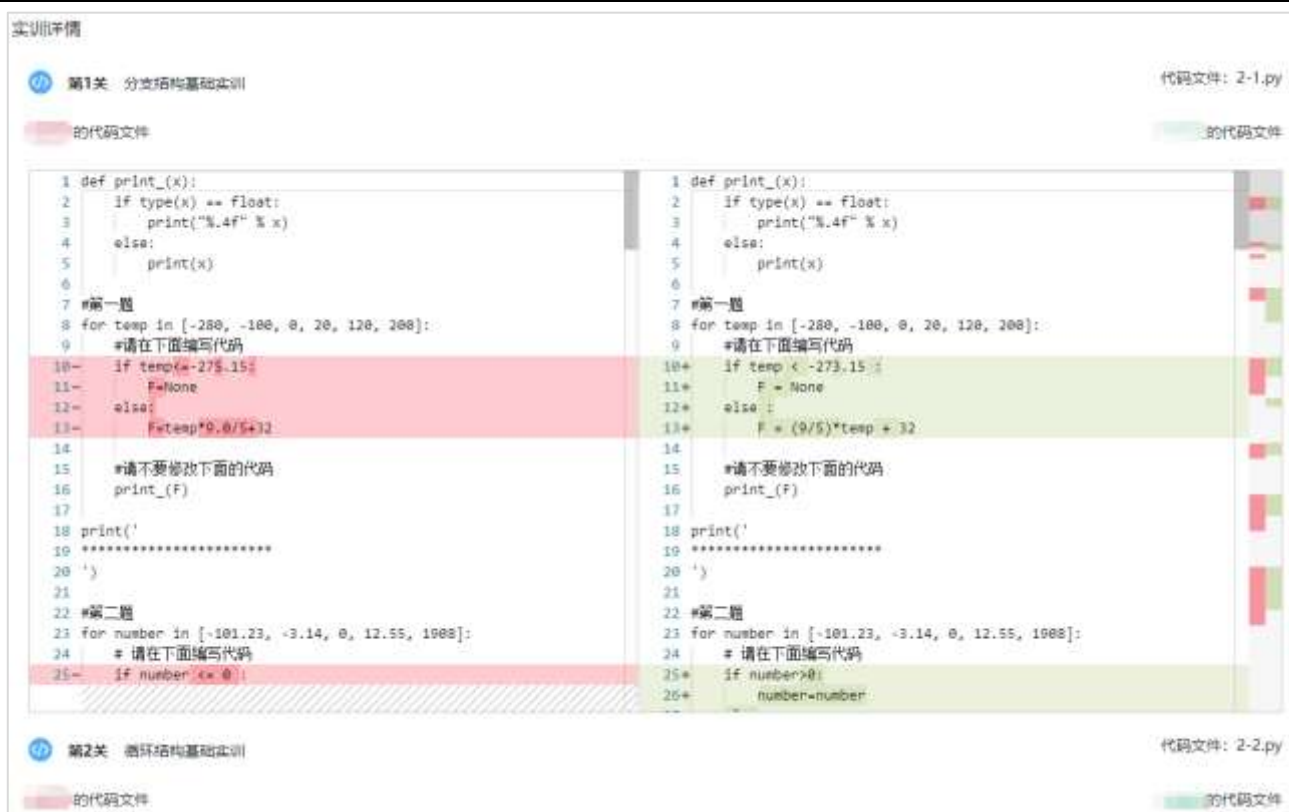 实训详情
第1关 分支结构基础实训
代码文件：2-1.py
的代码文件
的代码文件
1 def print_(x):
2 if type(x) == float:
3 print("%.4f" % x)
4 else:
5 print(x)
6
7 #第一题
8 for temp in [-280, -100, 0, 20, 120, 200]:
9 #请在下面编写代码
10- if temp<=-275.15:
11- F=None
12- else:
13- F=temp*9.0/5+32
14
15 #请不要修改下面的代码
16 print_(F)
17
18 print('
19 ***********************
20 ')
21
22 #第二题
23 for number in [-101.23, -3.14, 0, 12.55, 1908]:
24 # 请在下面编写代码
25- if number <= 0 :
1 def print_(x):
2 if type(x) == float:
3 print("%.4f" % x)
4 else:
5 print(x)
6
7 #第一题
8 for temp in [-280, -100, 0, 20, 120, 200]:
9 #请在下面编写代码
10+ if temp < -273.15 :
11+ F = None
12+ else :
13+ F = (9/5)*temp + 32
14
15 #请不要修改下面的代码
16 print_(F)
17
18 print('
19 ***********************
20 ')
21
22 #第二题
23 for number in [-101.23, -3.14, 0, 12.55, 1908]:
24 # 请在下面编写代码
25+ if number>0:
26+ number=number
第2关 循环结构基础实训
代码文件：2-2.py
的代码文件
的代码文件